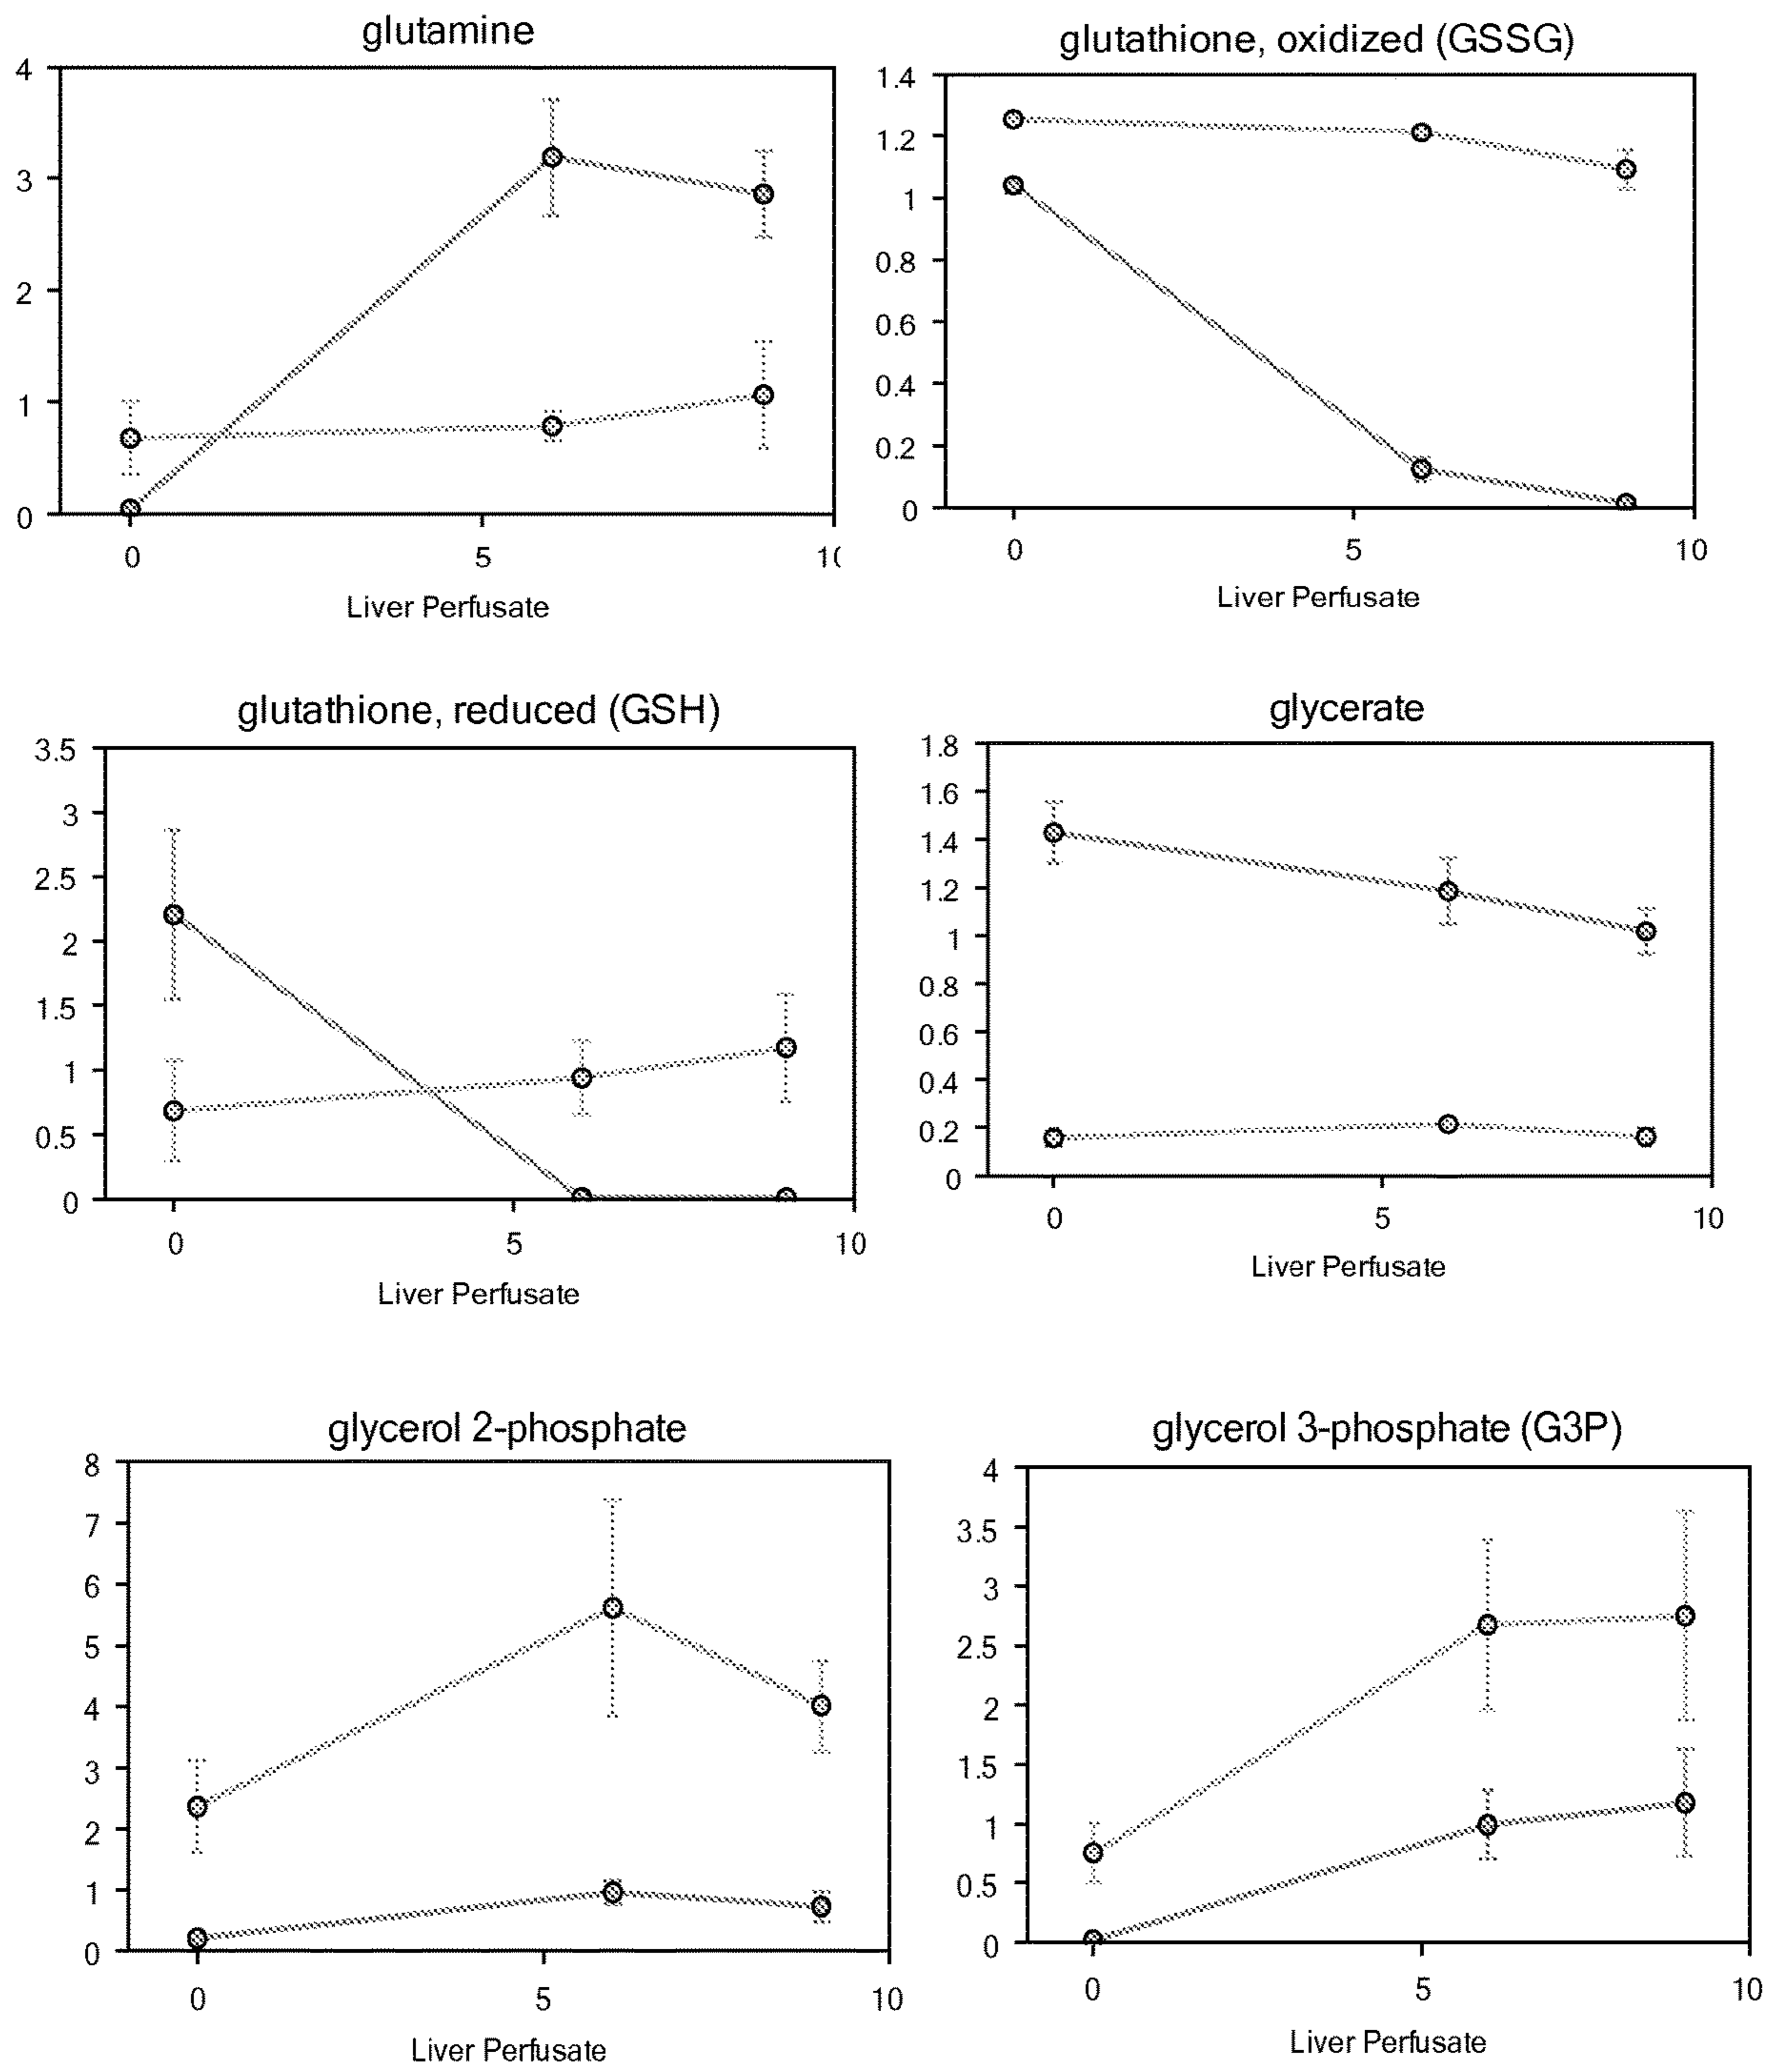 glutamine
4
3
2
1
0
0 5 10
Liver Perfusate
glutathione, oxidized (GSSG)
1.4
1.2
1
0.8
0.6
0.4
0.2
0
0 5 10
Liver Perfusate
glutathione, reduced (GSH)
3.5
3
2.5
2
1.5
1
0.5
0
0 5 10
Liver Perfusate
glycerate
1.8
1.6
1.4
1.2
1
0.8
0.6
0.4
0.2
0
0 5 10
Liver Perfusate
glycerol 2-phosphate
8
7
6
5
4
3
2
1
0
0 5 10
Liver Perfusate
glycerol 3-phosphate (G3P)
4
3.5
3
2.5
2
1.5
1
0.5
0
0 5 10
Liver Perfusate